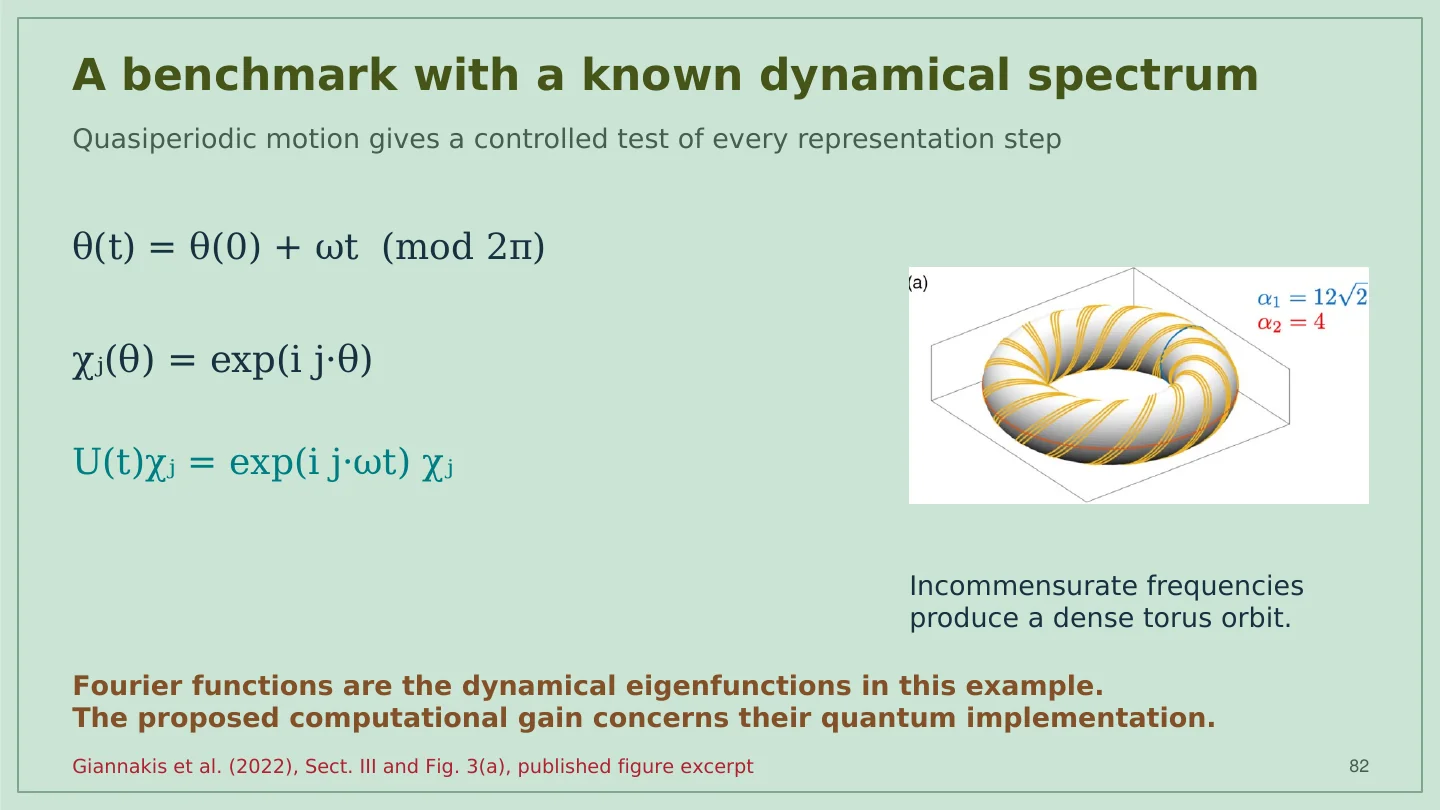 A benchmark with a known dynamical spectrum
Quasiperiodic motion gives a controlled test of every representation step
θ(t) = θ(0) + ωt  (mod 2π)
χⱼ(θ) = exp(i j·θ)
U(t)χⱼ = exp(i j·ωt) χⱼ
(a)
α₁ = 12√2
α₂ = 4
Incommensurate frequencies
produce a dense torus orbit.
Fourier functions are the dynamical eigenfunctions in this example.
The proposed computational gain concerns their quantum implementation.
Giannakis et al. (2022), Sect. III and Fig. 3(a), published figure excerpt
82